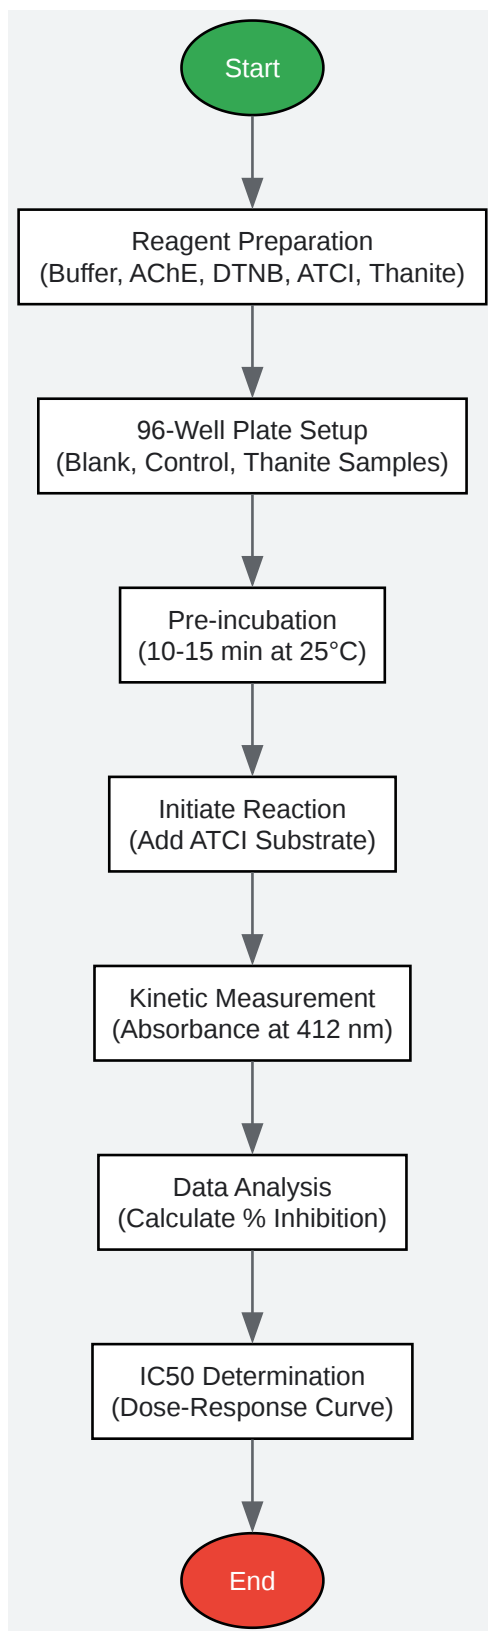 Start
Reagent Preparation
(Buffer, AChE, DTNB, ATCI, Thanite)
96-Well Plate Setup
(Blank, Control, Thanite Samples)
Pre-incubation
(10-15 min at 25°C)
Initiate Reaction
(Add ATCI Substrate)
Kinetic Measurement
(Absorbance at 412 nm)
Data Analysis
(Calculate % Inhibition)
IC50 Determination
(Dose-Response Curve)
End